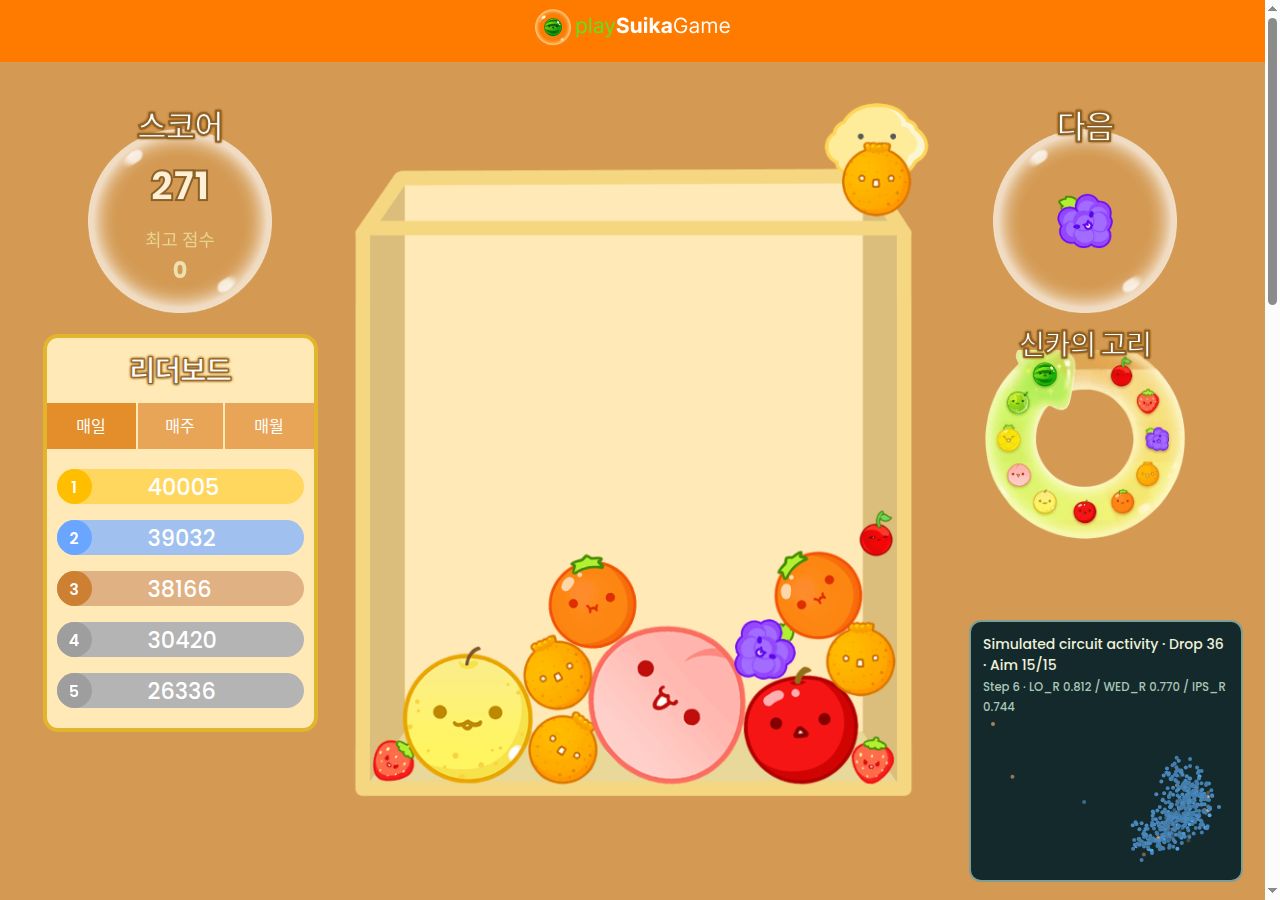 playSuikaGame
스코어
271
최고 점수
0
다음
리더보드
매일 매주 매월
1 40005
2 39032
3 38166
4 30420
5 26336
신카의 고리
Simulated circuit activity · Drop 36
· Aim 15/15
Step 6 · LO_R 0.812 / WED_R 0.770 / IPS_R
0.744